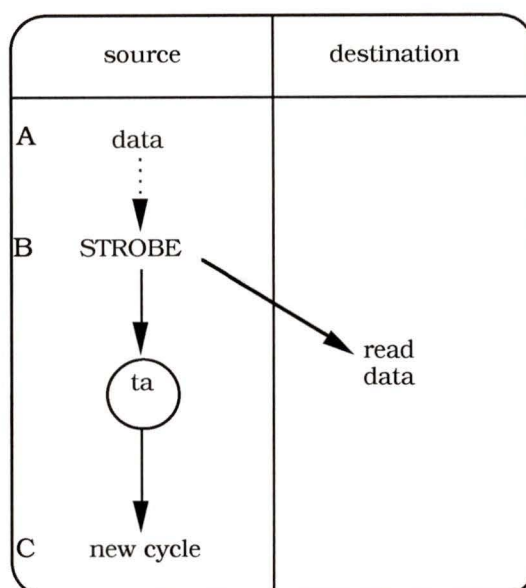 source destination
A data
B STROBE
read
data
ta
C new cycle